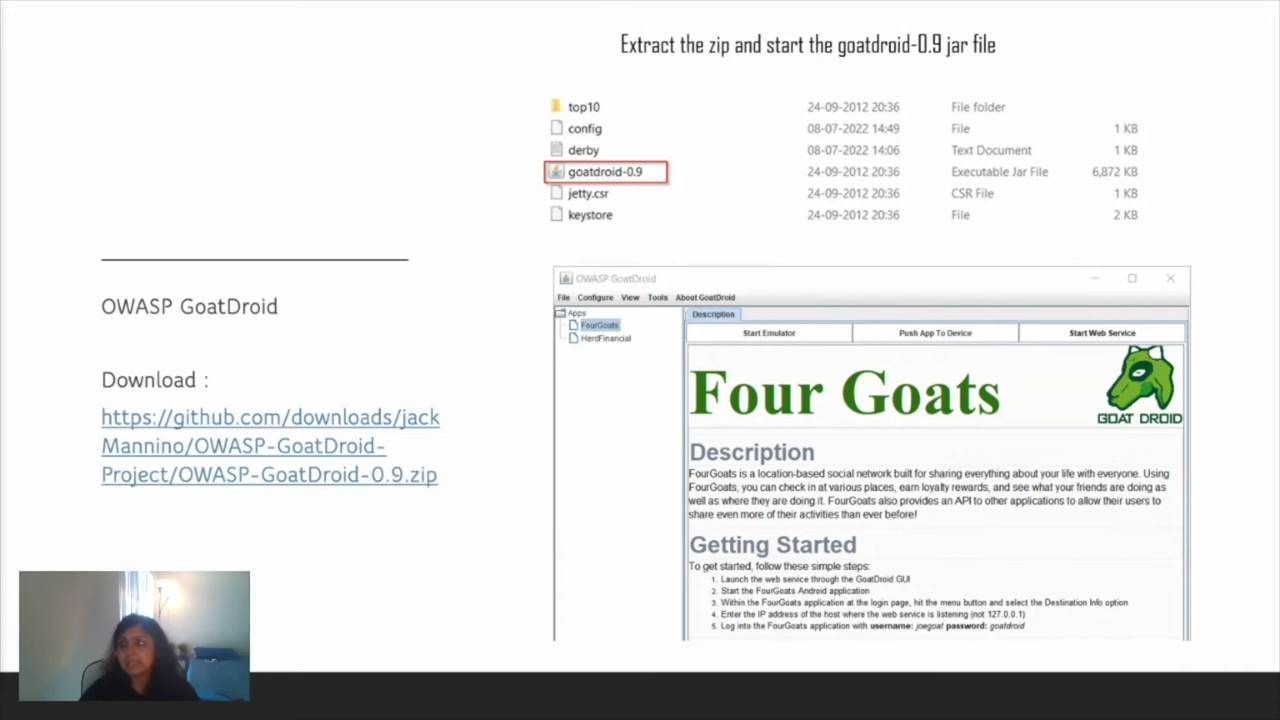 Extract the zip and start the goatdroid-0.9 jar file
top10 24-09-2012 20:36 File folder
config 08-07-2022 14:49 File 1 KB
derby 08-07-2022 14:06 Text Document 1 KB
goatdroid-0.9 24-09-2012 20:36 Executable Jar File 6,872 KB
jetty.csr 24-09-2012 20:36 CSR File 1 KB
keystore 24-09-2012 20:36 File 2 KB
OWASP GoatDroid
Download :
https://github.com/downloads/jack
Mannino/OWASP-GoatDroid-
Project/OWASP-GoatDroid-0.9.zip
OWASP GoatDroid
File Configure View Tools About GoatDroid
Apps
FourGoats
HerdFinancial
Description
Start Emulator Push App To Device Start Web Service
Four Goats
GOAT DROID
Description
FourGoats is a location-based social network built for sharing everything about your life with everyone. Using
FourGoats, you can check in at various places, earn loyalty rewards, and see what your friends are doing as
well as where they are doing it. FourGoats also provides an API to other applications to allow their users to
share even more of their activities than ever before!
Getting Started
To get started, follow these simple steps:
1. Launch the web service through the GoatDroid GUI
2. Start the FourGoats Android application
3. Within the FourGoats application at the login page, hit the menu button and select the Destination Info option
4. Enter the IP address of the host where the web service is listening (not 127.0.0.1)
5. Log into the FourGoats application with username: joegoat password: goatdroid